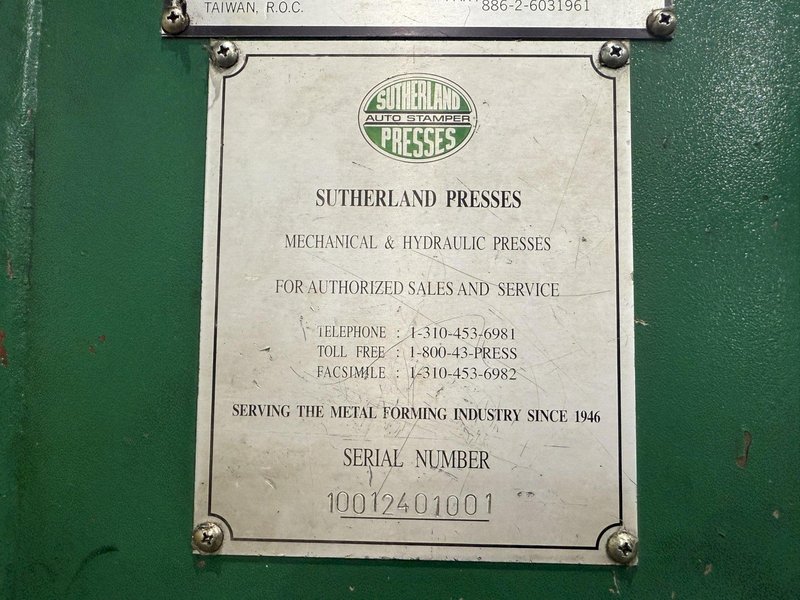 TAIWAN, R.O.C.
886-2-6031961
SUTHERLAND
AUTO STAMPER
PRESSES
SUTHERLAND PRESSES
MECHANICAL & HYDRAULIC PRESSES
FOR AUTHORIZED SALES AND SERVICE
TELEPHONE : 1-310-453-6981
TOLL FREE : 1-800-43-PRESS
FACSIMILE : 1-310-453-6982
SERVING THE METAL FORMING INDUSTRY SINCE 1946
SERIAL NUMBER
10012401001